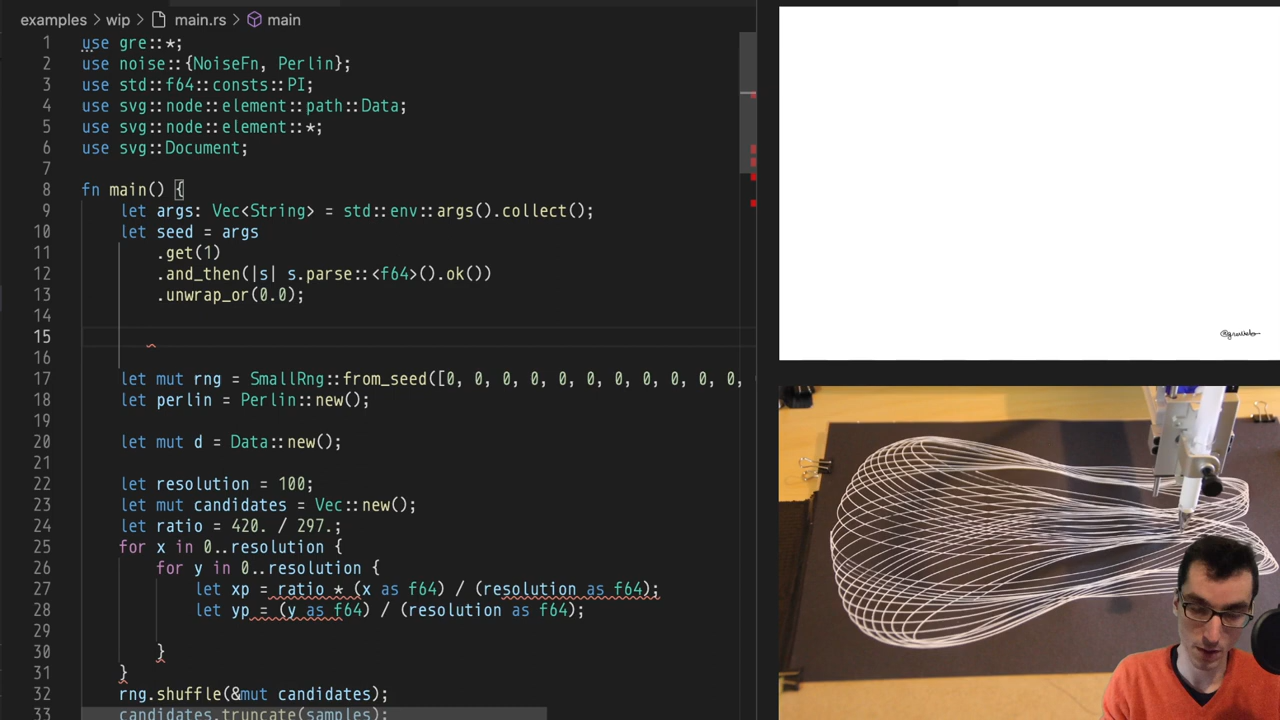 examples › wip › main.rs › main
1 use gre::*;
2 use noise::{NoiseFn, Perlin};
3 use std::f64::consts::PI;
4 use svg::node::element::path::Data;
5 use svg::node::element::*;
6 use svg::Document;
7
8 fn main() {
9 let args: Vec<String> = std::env::args().collect();
10 let seed = args
11 .get(1)
12 .and_then(|s| s.parse::<f64>().ok())
13 .unwrap_or(0.0);
14
15
16
17 let mut rng = SmallRng::from_seed([0, 0, 0, 0, 0, 0, 0, 0, 0, 0, 0,
18 let perlin = Perlin::new();
19
20 let mut d = Data::new();
21
22 let resolution = 100;
23 let mut candidates = Vec::new();
24 let ratio = 420. / 297.;
25 for x in 0..resolution {
26 for y in 0..resolution {
27 let xp = ratio * (x as f64) / (resolution as f64);
28 let yp = (y as f64) / (resolution as f64);
29
30 }
31 }
32 rng.shuffle(&mut candidates);
33 candidates.truncate(samples);